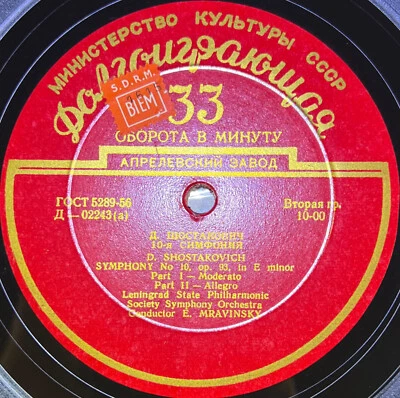 МИНИСТЕРСТВО КУЛЬТУРЫ СССР
Долгоиграющая
S.D.R.M.
BIEM
33
ОБОРОТА В МИНУТУ
АПРЕЛЕВСКИЙ ЗАВОД
ГОСТ 5289-56
Д — 02243(а)
Вторая гр.
10-00
Д. ШОСТАКОВИЧ
10-я СИМФОНИЯ
D. SHOSTAKOVICH
SYMPHONY No 10, op. 93, in E minor
Part I — Moderato
Part II — Allegro
Leningrad State Philharmonic
Society Symphony Orchestra
Conductor E. MRAVINSKY